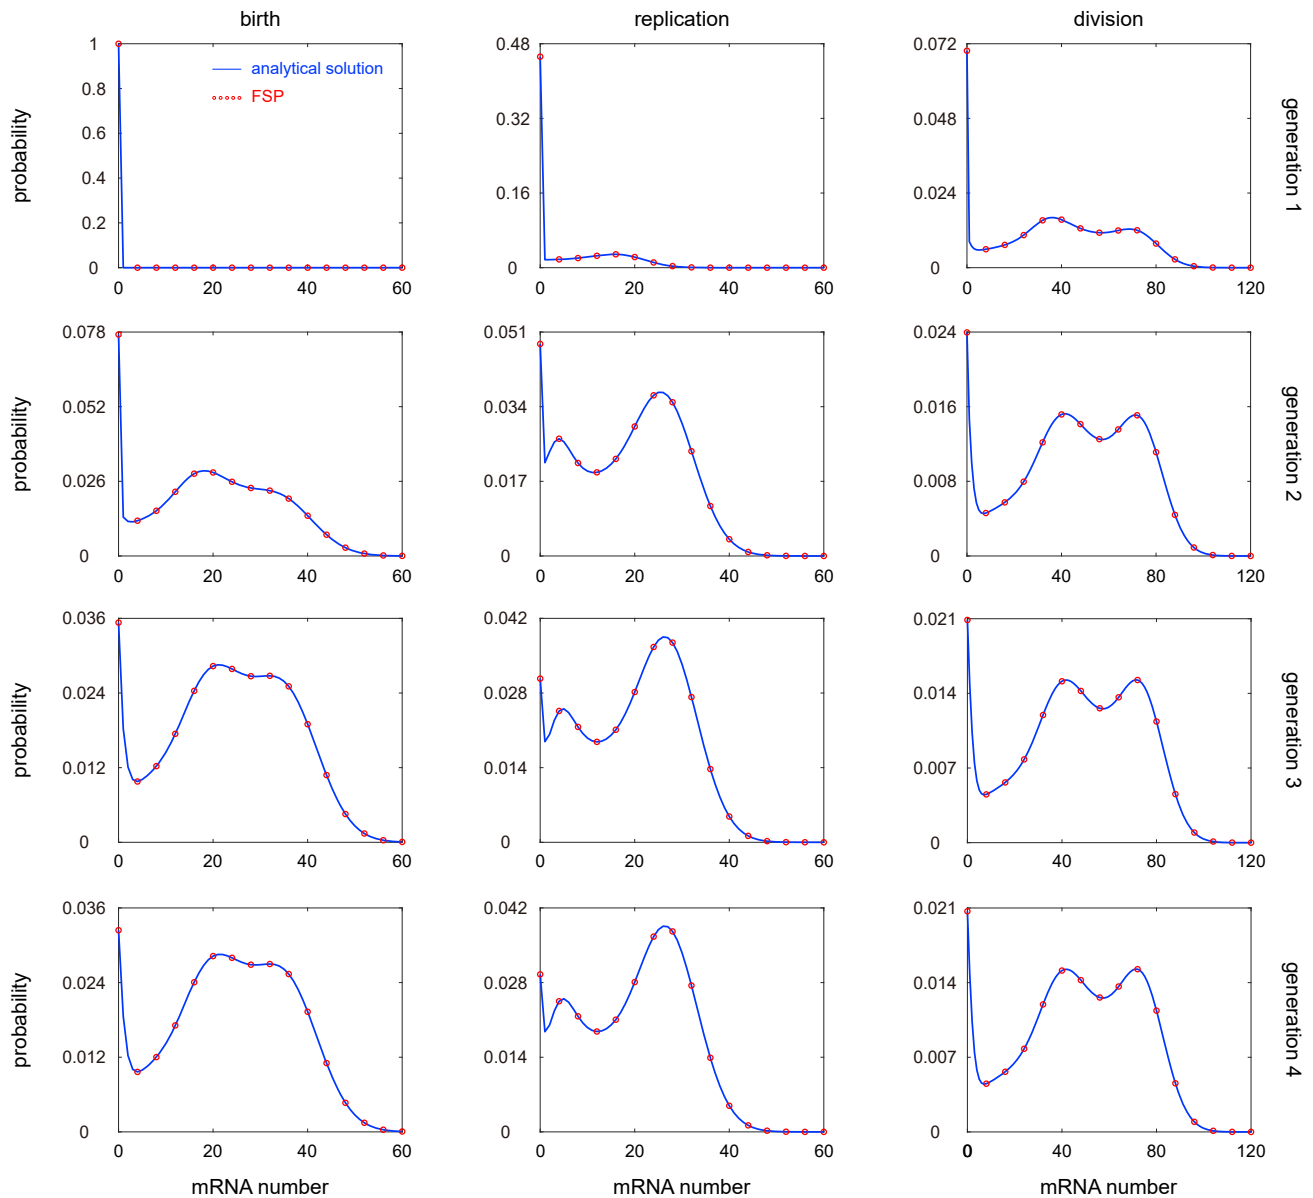 birth replication division
1 0.48 0.072
analytical solution
0.8
FSP
0.32 0.048
probability 0.6 generation 1
0.4
0.16 0.024
0.2
0 0 0
0 20 40 60 0 20 40 60 0 40 80 120
0.078 0.051 0.024
0.052 0.034 0.016
probability generation 2
0.026 0.017 0.008
0 0 0
0 20 40 60 0 20 40 60 0 40 80 120
0.036 0.042 0.021
0.024 0.028 0.014
probability generation 3
0.012 0.014 0.007
0 0 0
0 20 40 60 0 20 40 60 0 40 80 120
0.036 0.042 0.021
0.024 0.028 0.014
probability generation 4
0.012 0.014 0.007
0 0 0
0 20 40 60 0 20 40 60 0 40 80 120
mRNA number mRNA number mRNA number